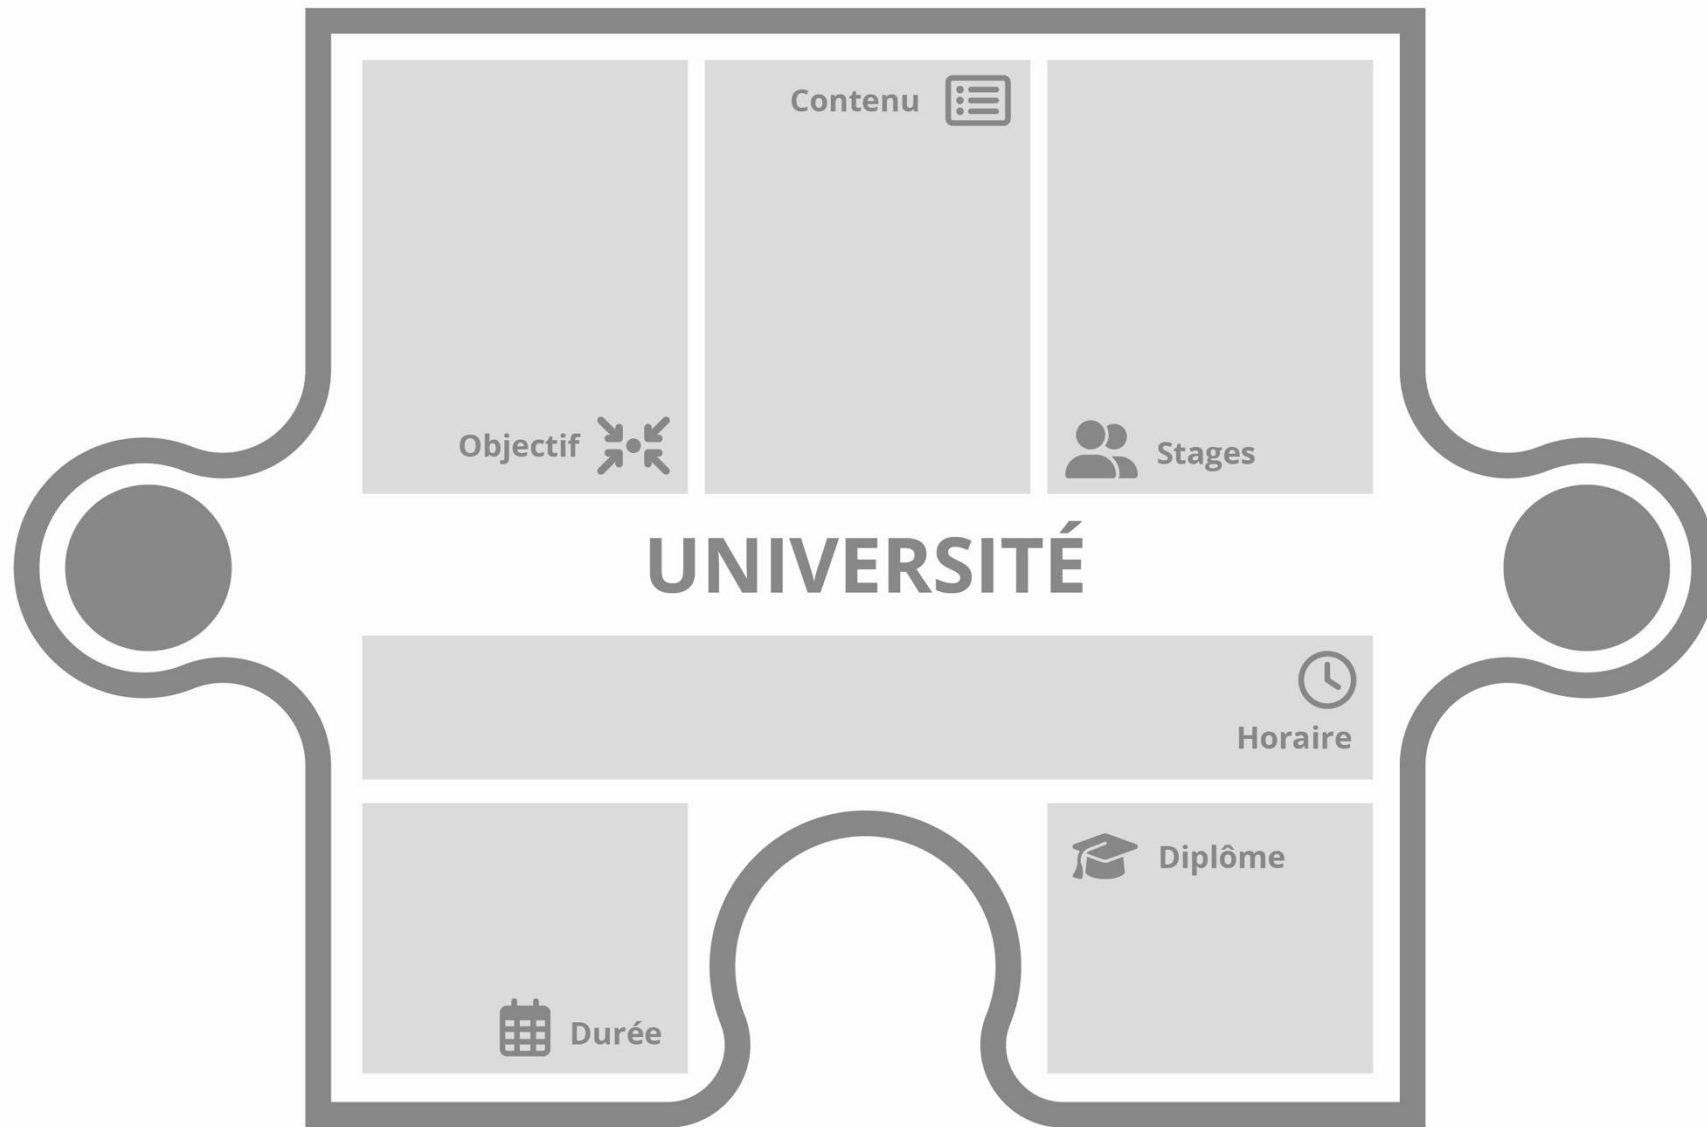 Contenu
Objectif
Stages
UNIVERSITÉ
Horaire
Diplôme
Durée